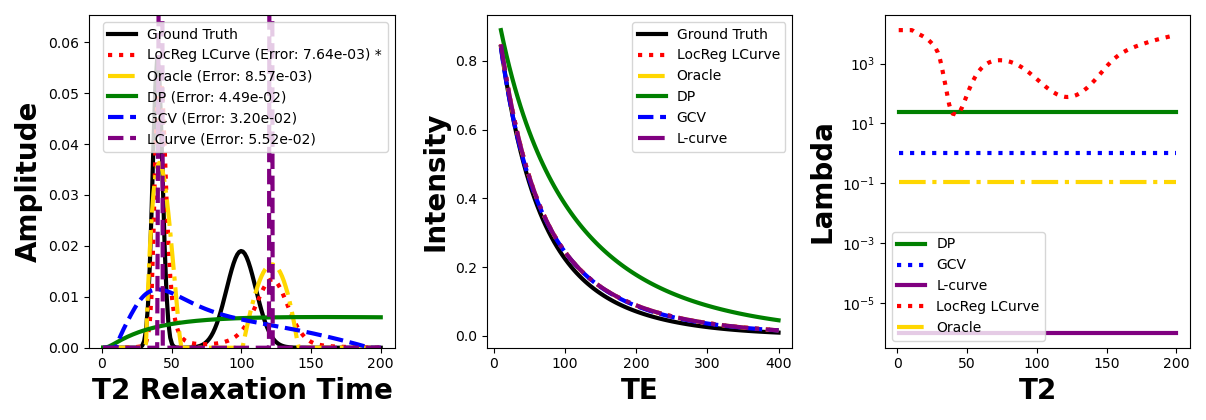 Amplitude
0.06
0.05
0.04
0.03
0.02
0.01
0.00
Ground Truth
LocReg LCurve (Error: 7.64e-03) *
Oracle (Error: 8.57e-03)
DP (Error: 4.49e-02)
GCV (Error: 3.20e-02)
LCurve (Error: 5.52e-02)
0 50 100 150 200
T2 Relaxation Time
Intensity
0.8
0.6
0.4
0.2
0.0
Ground Truth
LocReg LCurve
Oracle
DP
GCV
L-curve
0 100 200 300 400
TE
Lambda
10³
10¹
10⁻¹
10⁻³
10⁻⁵
DP
GCV
L-curve
LocReg LCurve
Oracle
0 50 100 150 200
T2